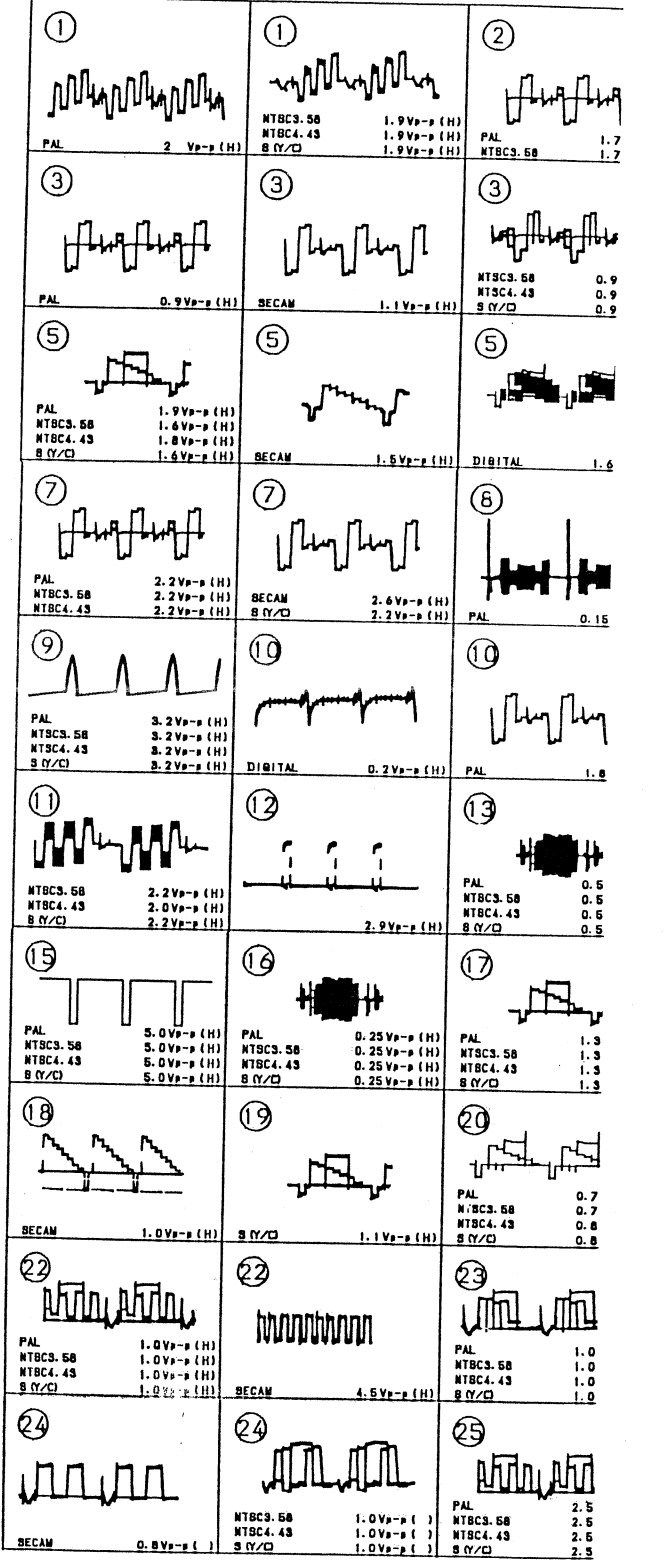 1
PAL 2 Vp-p (H)
1
NTSC3.58 1.9Vp-p (H)
NTSC4.43 1.9Vp-p (H)
S (Y/C) 1.9Vp-p (H)
2
PAL 1.7
NTSC3.58 1.7
3
PAL 0.9Vp-p (H)
3
SECAM 1.1Vp-p (H)
3
NTSC3.58 0.9
NTSC4.43 0.9
S (Y/C) 0.9
5
PAL 1.9Vp-p (H)
NTSC3.58 1.6Vp-p (H)
NTSC4.43 1.8Vp-p (H)
S (Y/C) 1.6Vp-p (H)
5
SECAM 1.5Vp-p (H)
5
DIGITAL 1.6
7
PAL 2.2Vp-p (H)
NTSC3.58 2.2Vp-p (H)
NTSC4.43 2.2Vp-p (H)
7
SECAM 2.6Vp-p (H)
S (Y/C) 2.2Vp-p (H)
8
PAL 0.15
9
PAL 3.2Vp-p (H)
NTSC3.58 3.2Vp-p (H)
NTSC4.43 3.2Vp-p (H)
S (Y/C) 3.2Vp-p (H)
10
DIGITAL 0.2Vp-p (H)
10
PAL 1.8
11
NTSC3.58 2.2Vp-p (H)
NTSC4.43 2.0Vp-p (H)
S (Y/C) 2.2Vp-p (H)
12
2.9Vp-p (H)
13
PAL 0.5
NTSC3.58 0.5
NTSC4.43 0.5
S (Y/C) 0.5
15
PAL 5.0Vp-p (H)
NTSC3.58 5.0Vp-p (H)
NTSC4.43 5.0Vp-p (H)
S (Y/C) 5.0Vp-p (H)
16
PAL 0.25Vp-p (H)
NTSC3.58 0.25Vp-p (H)
NTSC4.43 0.25Vp-p (H)
S (Y/C) 0.25Vp-p (H)
17
PAL 1.3
NTSC3.58 1.3
NTSC4.43 1.3
S (Y/C) 1.3
18
SECAM 1.0Vp-p (H)
19
S (Y/C) 1.1Vp-p (H)
20
PAL 0.7
NTSC3.58 0.7
NTSC4.43 0.8
S (Y/C) 0.8
22
PAL 1.0Vp-p (H)
NTSC3.58 1.0Vp-p (H)
NTSC4.43 1.0Vp-p (H)
S (Y/C) 1.0Vp-p (H)
22
SECAM 4.5Vp-p (H)
23
PAL 1.0
NTSC3.58 1.0
NTSC4.43 1.0
S (Y/C) 1.0
24
SECAM 0.8Vp-p ( )
24
NTSC3.58 1.0Vp-p ( )
NTSC4.43 1.0Vp-p ( )
S (Y/C) 1.0Vp-p ( )
25
PAL 2.5
NTSC3.58 2.5
NTSC4.43 2.5
S (Y/C) 2.5